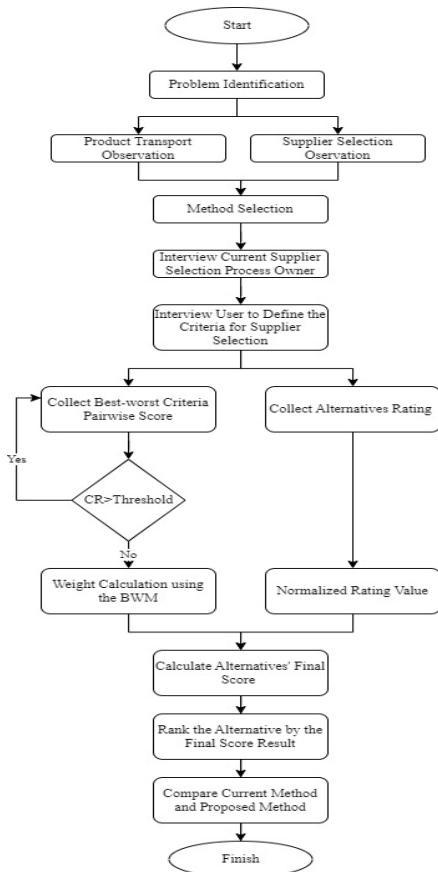 Start
Problem Identification
Product Transport
Observation
Supplier Selection
Oservation
Method Selection
Interview Current Supplier
Selection Process Owner
Interview User to Define the
Criteria for Supplier
Selection
Collect Best-worst Criteria
Pairwise Score
Collect Alternatives Rating
Yes
CR>Threshold
No
Weight Calculation using
the BWM
Normalized Rating Value
Calculate Alternatives' Final
Score
Rank the Alternative by the
Final Score Result
Compare Current Method
and Proposed Method
Finish